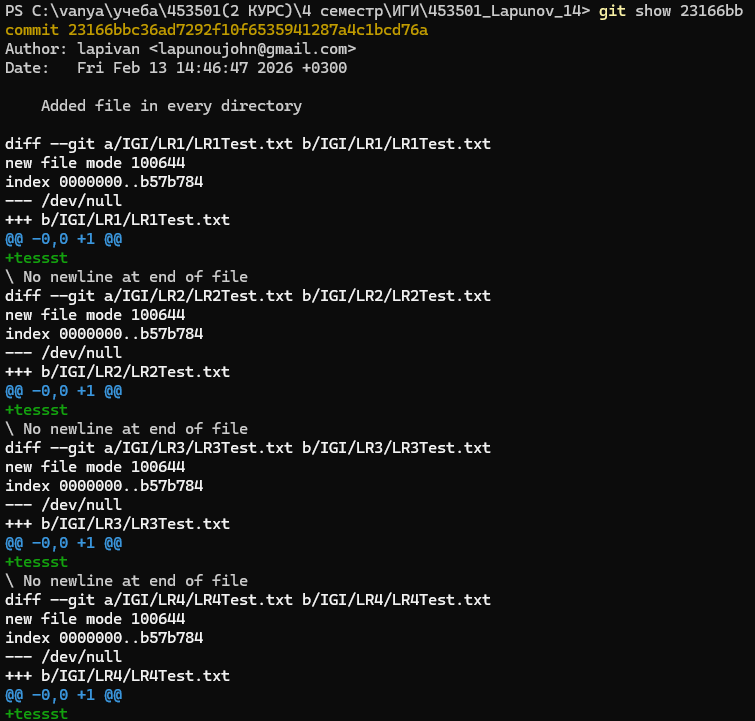 PS C:\vanya\учеба\453501(2 КУРС)\4 семестр\ИГИ\453501_Lapunov_14> git show 23166bb
commit 23166bbc36ad7292f10f6535941287a4c1bcd76a
Author: lapivan <lapunoujohn@gmail.com>
Date:   Fri Feb 13 14:46:47 2026 +0300

    Added file in every directory

diff --git a/IGI/LR1/LR1Test.txt b/IGI/LR1/LR1Test.txt
new file mode 100644
index 0000000..b57b784
--- /dev/null
+++ b/IGI/LR1/LR1Test.txt
@@ -0,0 +1 @@
+tessst
\ No newline at end of file
diff --git a/IGI/LR2/LR2Test.txt b/IGI/LR2/LR2Test.txt
new file mode 100644
index 0000000..b57b784
--- /dev/null
+++ b/IGI/LR2/LR2Test.txt
@@ -0,0 +1 @@
+tessst
\ No newline at end of file
diff --git a/IGI/LR3/LR3Test.txt b/IGI/LR3/LR3Test.txt
new file mode 100644
index 0000000..b57b784
--- /dev/null
+++ b/IGI/LR3/LR3Test.txt
@@ -0,0 +1 @@
+tessst
\ No newline at end of file
diff --git a/IGI/LR4/LR4Test.txt b/IGI/LR4/LR4Test.txt
new file mode 100644
index 0000000..b57b784
--- /dev/null
+++ b/IGI/LR4/LR4Test.txt
@@ -0,0 +1 @@
+tessst